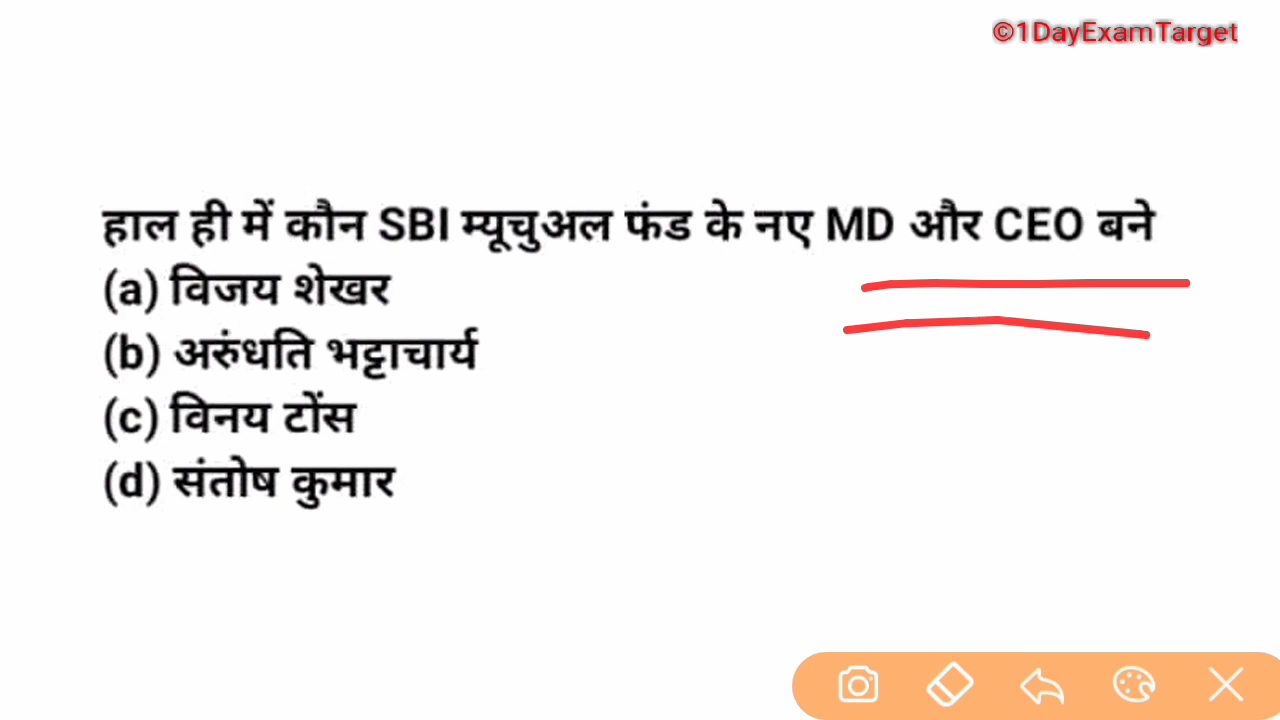 ©1DayExamTarget
हाल ही में कौन SBI म्यूचुअल फंड के नए MD और CEO बने
(a) विजय शेखर
(b) अरुंधति भट्टाचार्य
(c) विनय टोंस
(d) संतोष कुमार